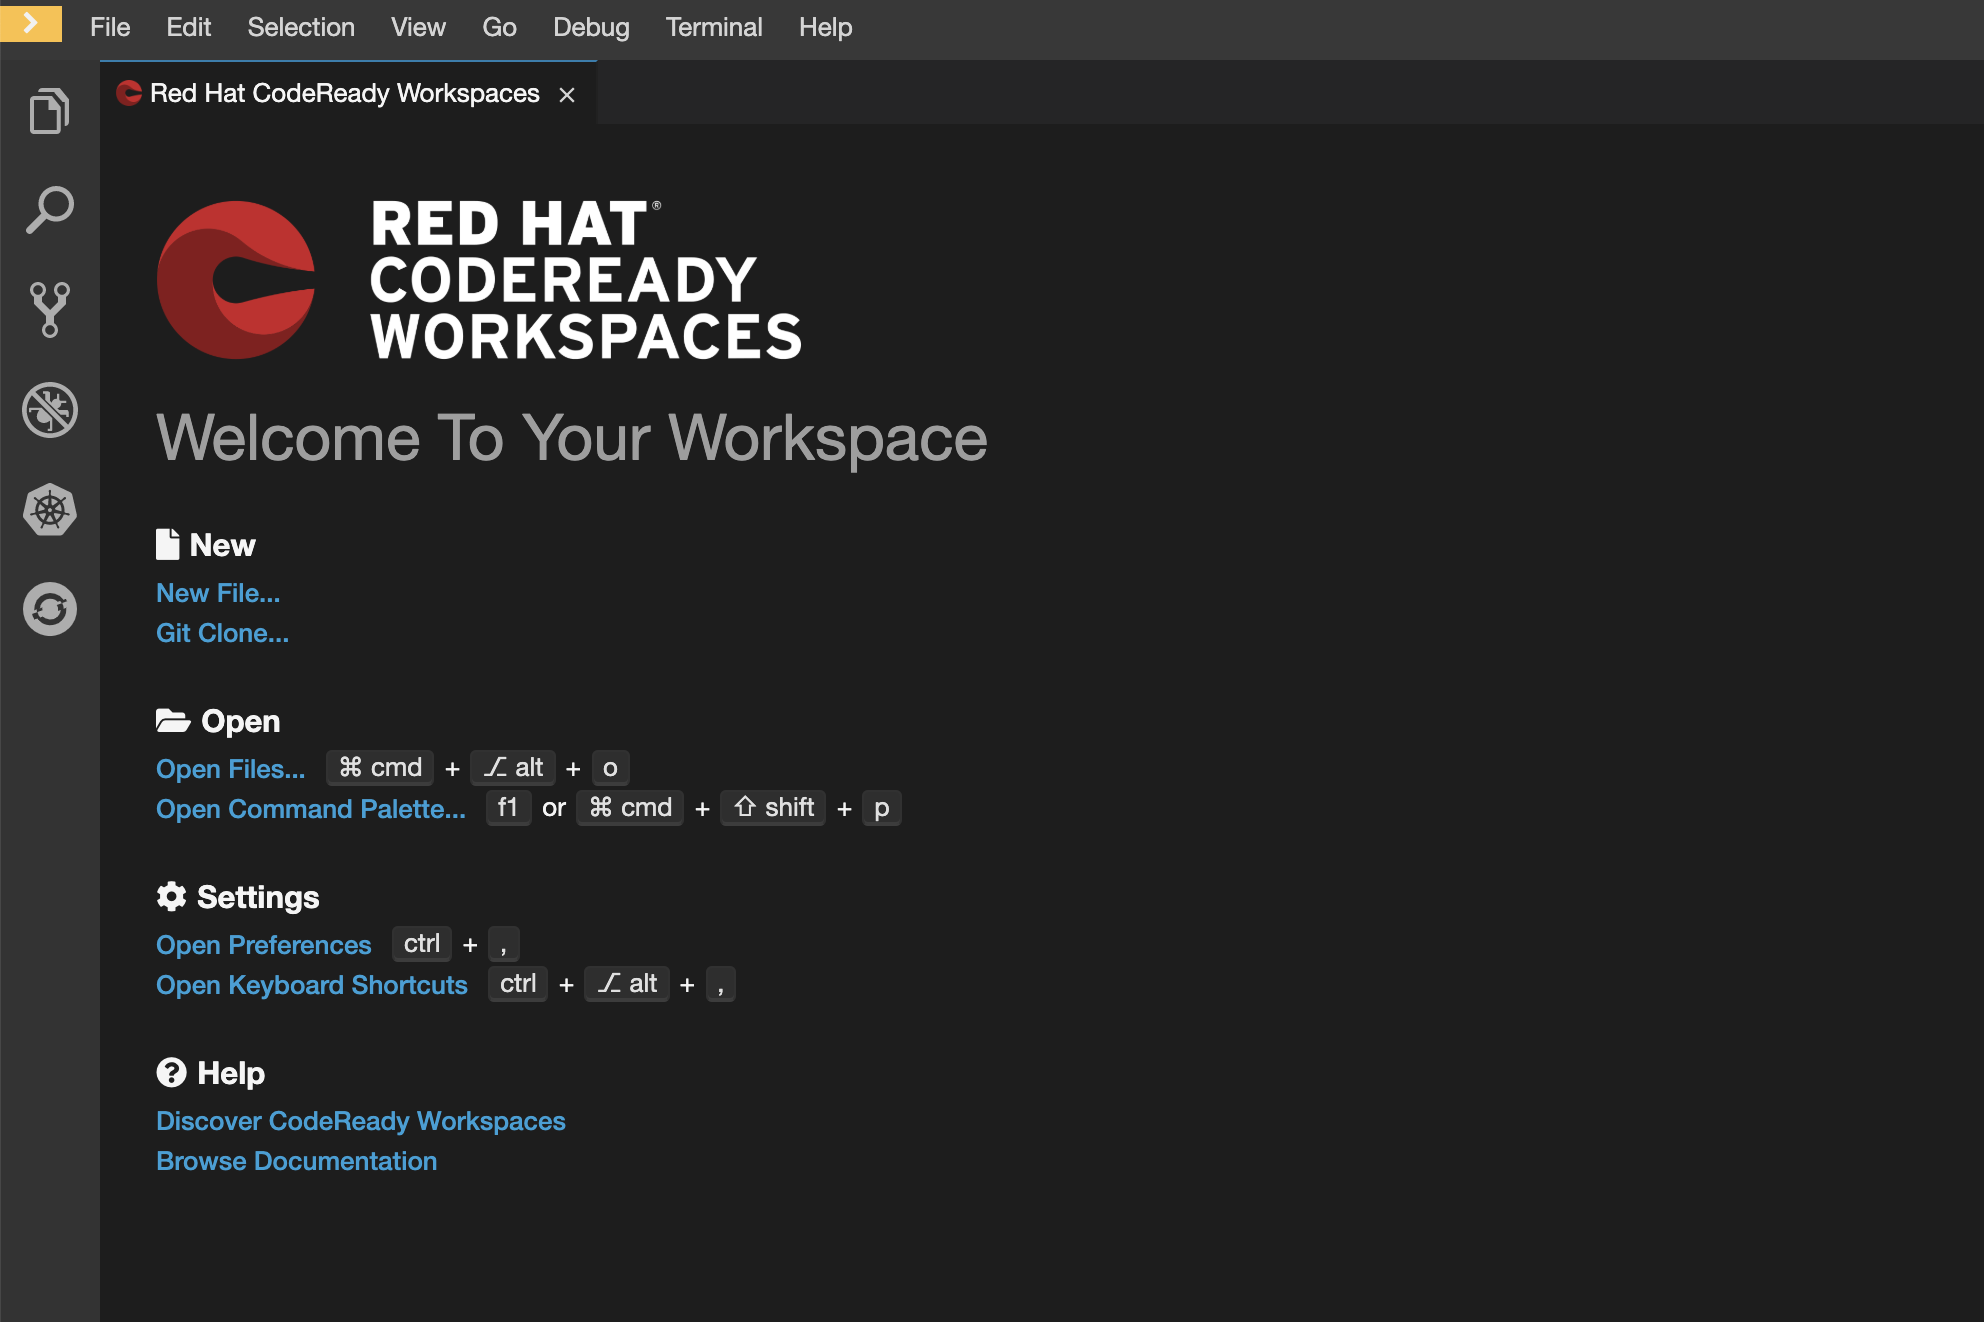 File Edit Selection View Go Debug Terminal Help
Red Hat CodeReady Workspaces ×
RED HAT®
CODEREADY
WORKSPACES
Welcome To Your Workspace
New
New File...
Git Clone...
Open
Open Files... ⌘ cmd + ⌥ alt + o
Open Command Palette... f1 or ⌘ cmd + ⇧ shift + p
Settings
Open Preferences ctrl + ,
Open Keyboard Shortcuts ctrl + ⌥ alt + ,
Help
Discover CodeReady Workspaces
Browse Documentation